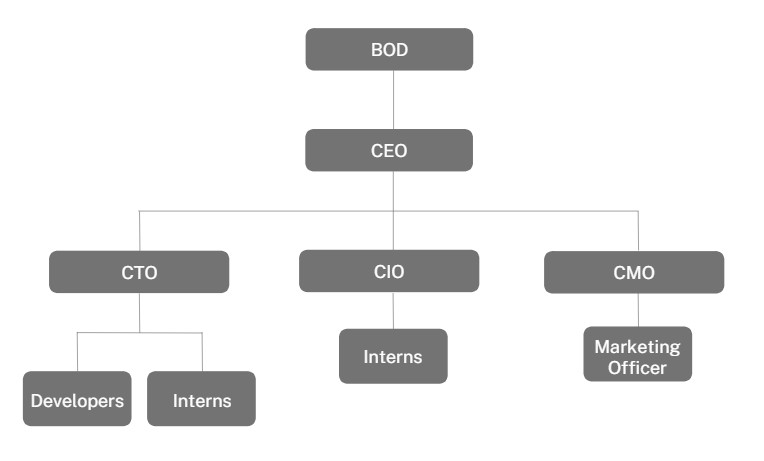 BOD
CEO
CTO
CIO
CMO
Interns
Marketing
Officer
Developers
Interns